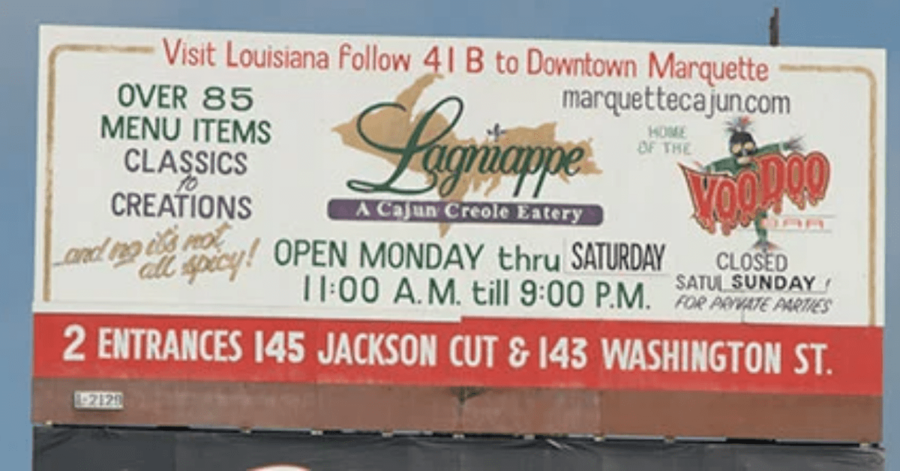 Visit Louisiana Follow 41 B to Downtown Marquette
marquettecajun.com
OVER 85
MENU ITEMS
CLASSICS
to
CREATIONS
and no it's not
all spicy!
Lagniappe
A Cajun Creole Eatery
OPEN MONDAY thru SATURDAY
11:00 A.M. till 9:00 P.M.
HOME
OF THE
VOODOO
BAR
CLOSED
SATU SUNDAY !
FOR PRIVATE PARTIES
2 ENTRANCES 145 JACKSON CUT & 143 WASHINGTON ST.